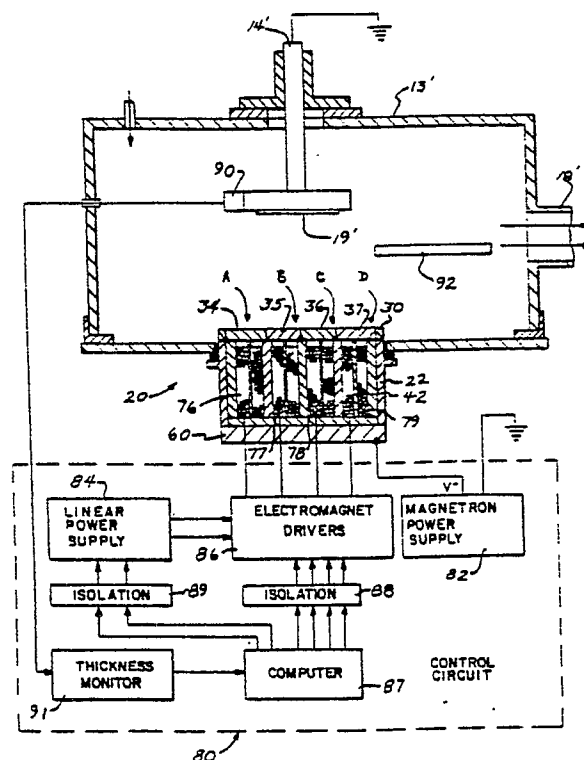 14'
13'
90
18'
19'
92
A B C D
34 35 36 37 30
20
22
42
76
79
60
77 78
V-
84
LINEAR
POWER
SUPPLY
ELECTROMAGNET
DRIVERS
86
MAGNETRON
POWER
SUPPLY
82
ISOLATION
89
ISOLATION
88
THICKNESS
MONITOR
91
COMPUTER
87
CONTROL
CIRCUIT
80